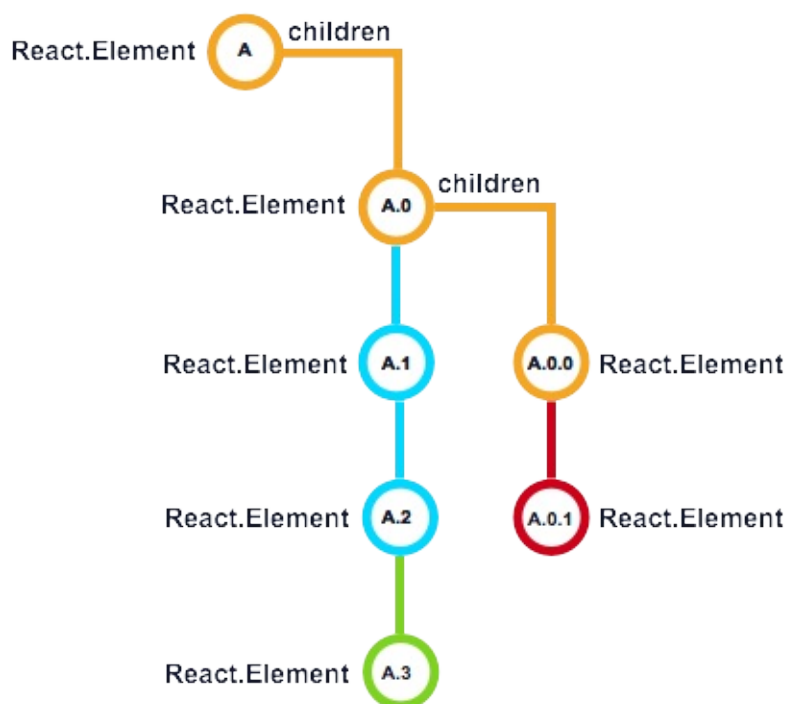 children
React.Element A
children
React.Element A.0
React.Element A.1 A.0.0 React.Element
React.Element A.2 A.0.1 React.Element
React.Element A.3